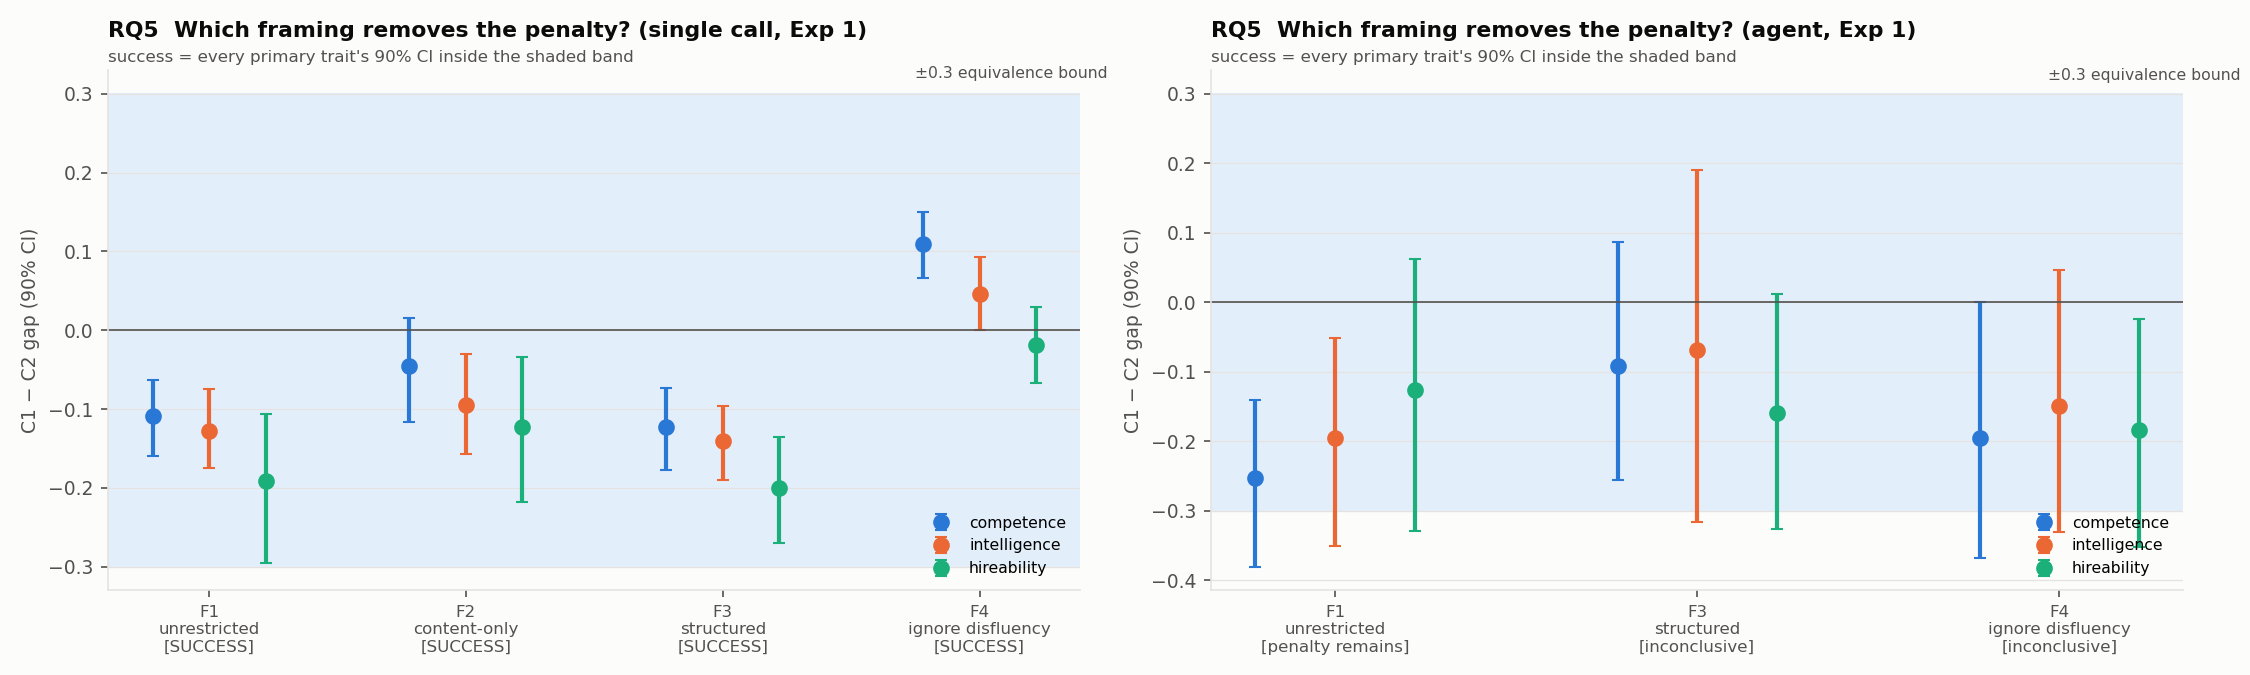 RQ5  Which framing removes the penalty? (single call, Exp 1)
success = every primary trait's 90% CI inside the shaded band
±0.3 equivalence bound
C1 − C2 gap (90% CI)
0.3
0.2
0.1
0.0
−0.1
−0.2
−0.3
competence
intelligence
hireability
F1
unrestricted
[SUCCESS]
F2
content-only
[SUCCESS]
F3
structured
[SUCCESS]
F4
ignore disfluency
[SUCCESS]
RQ5  Which framing removes the penalty? (agent, Exp 1)
success = every primary trait's 90% CI inside the shaded band
±0.3 equivalence bound
C1 − C2 gap (90% CI)
0.3
0.2
0.1
0.0
−0.1
−0.2
−0.3
−0.4
competence
intelligence
hireability
F1
unrestricted
[penalty remains]
F3
structured
[inconclusive]
F4
ignore disfluency
[inconclusive]